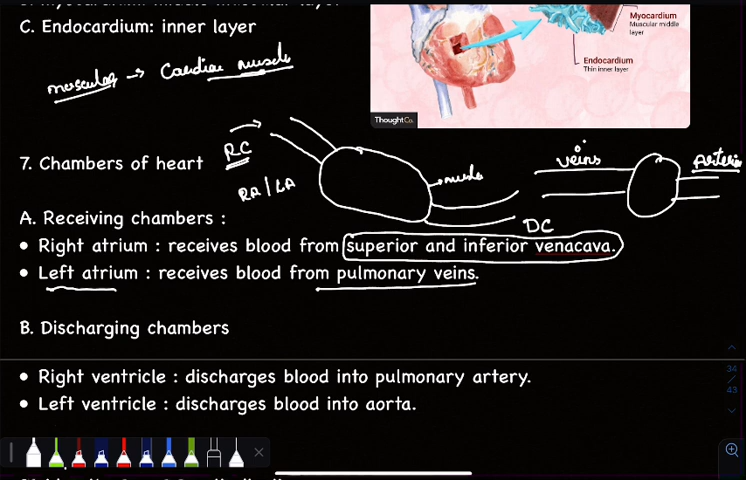 C. Endocardium: inner layer
Myocardium
Muscular middle
layer
Endocardium
Thin inner layer
ThoughtCo.
muscular → Cardiac muscle
7. Chambers of heart
RC
RA/LA
muscle
veins
Arteries
DC
A. Receiving chambers :
• Right atrium : receives blood from superior and inferior venacava.
• Left atrium : receives blood from pulmonary veins.
B. Discharging chambers
34
/
43
• Right ventricle : discharges blood into pulmonary artery.
• Left ventricle : discharges blood into aorta.